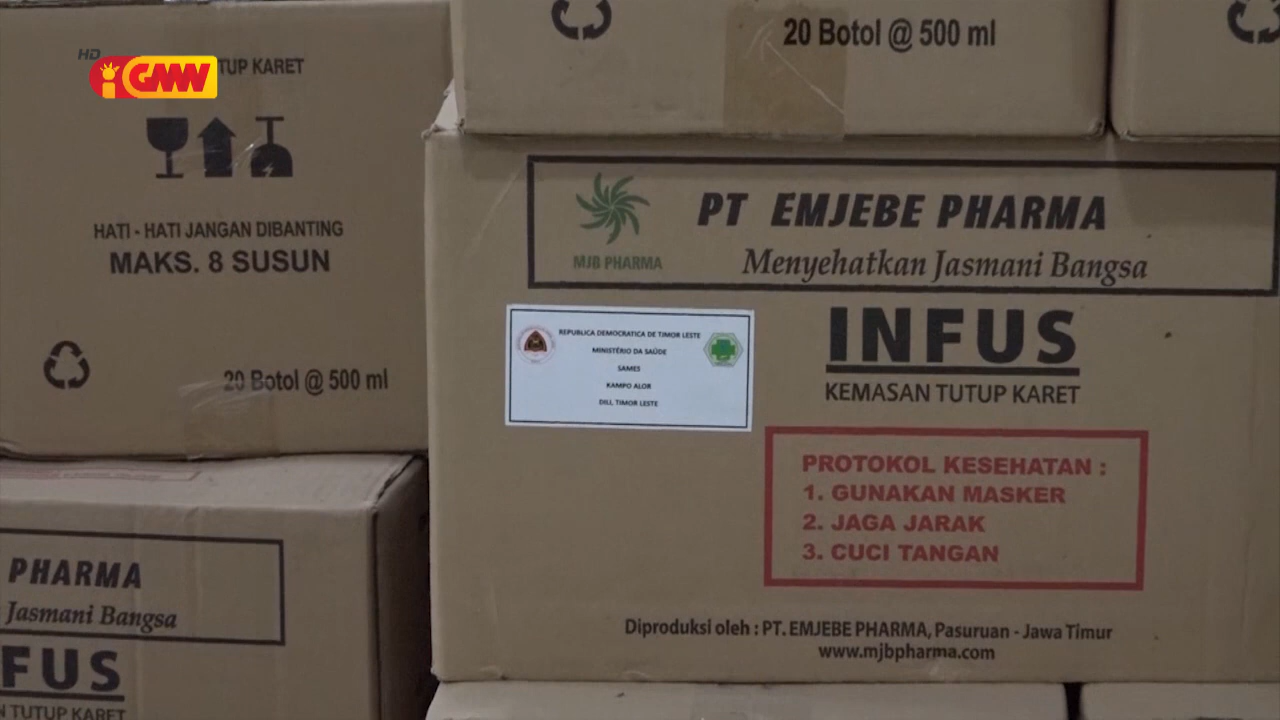 HD
GMN
TUP KARET
HATI - HATI JANGAN DIBANTING
MAKS. 8 SUSUN
20 Botol @ 500 ml
PHARMA
Jasmani Bangsa
FUS
TUTUP KARET
20 Botol @ 500 ml
MJB PHARMA
PT EMJEBE PHARMA
Menyehatkan Jasmani Bangsa
REPUBLICA DEMOCRATICA DE TIMOR LESTE
MINISTÉRIO DA SAÚDE
SAMES
KAMPO ALOR
DILI, TIMOR LESTE
INFUS
KEMASAN TUTUP KARET
PROTOKOL KESEHATAN :
1. GUNAKAN MASKER
2. JAGA JARAK
3. CUCI TANGAN
Diproduksi oleh : PT. EMJEBE PHARMA, Pasuruan - Jawa Timur
www.mjbpharma.com